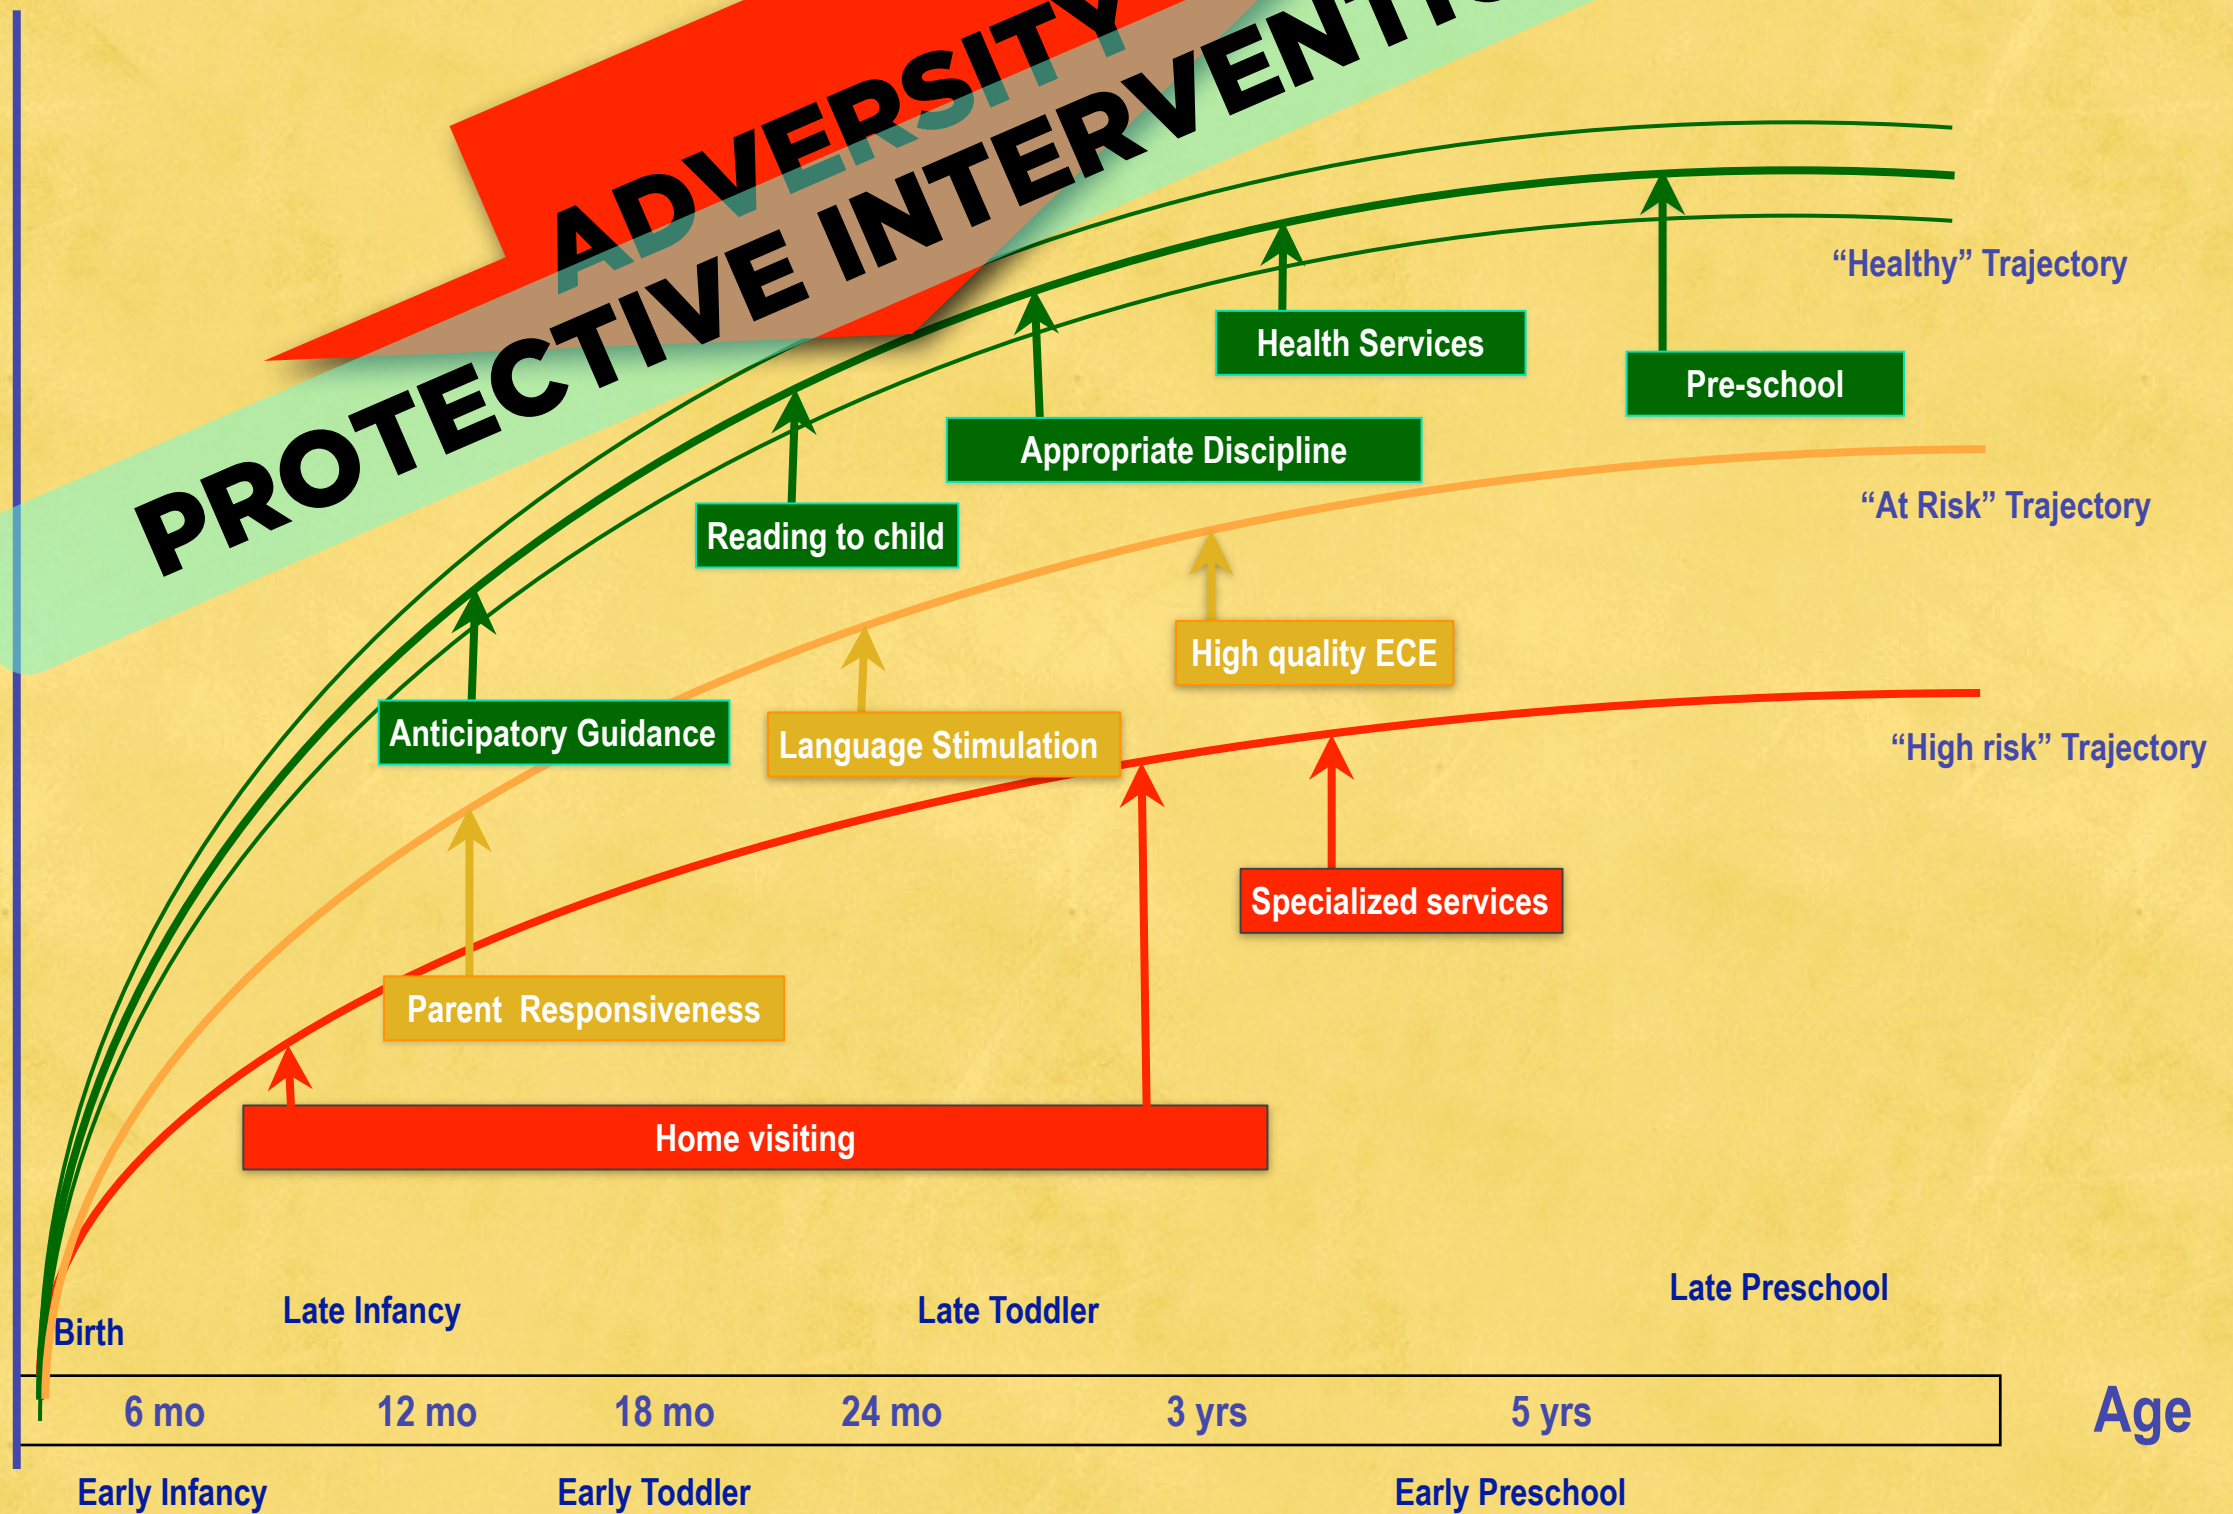 ADVERSITY
PROTECTIVE INTERVENTIO
“Healthy” Trajectory
Health Services
Pre-school
Appropriate Discipline
“At Risk” Trajectory
Reading to child
High quality ECE
Anticipatory Guidance
Language Stimulation
“High risk” Trajectory
Specialized services
Parent  Responsiveness
Home visiting
Late Preschool
Late Infancy
Late Toddler
Birth
6 mo
12 mo
18 mo
24 mo
3 yrs
5 yrs
Age
Early Infancy
Early Toddler
Early Preschool